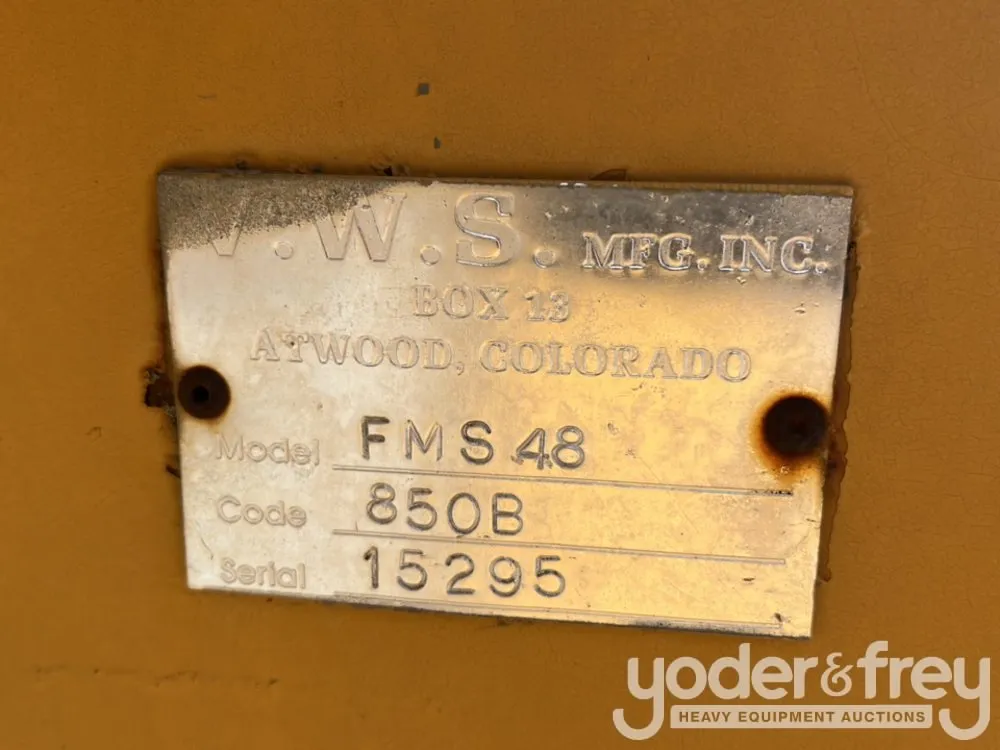 V.W.S. MFG. INC.
BOX 13
ATWOOD, COLORADO
Model FMS 48
Code 850B
Serial 15295
yoder&frey
HEAVY EQUIPMENT AUCTIONS